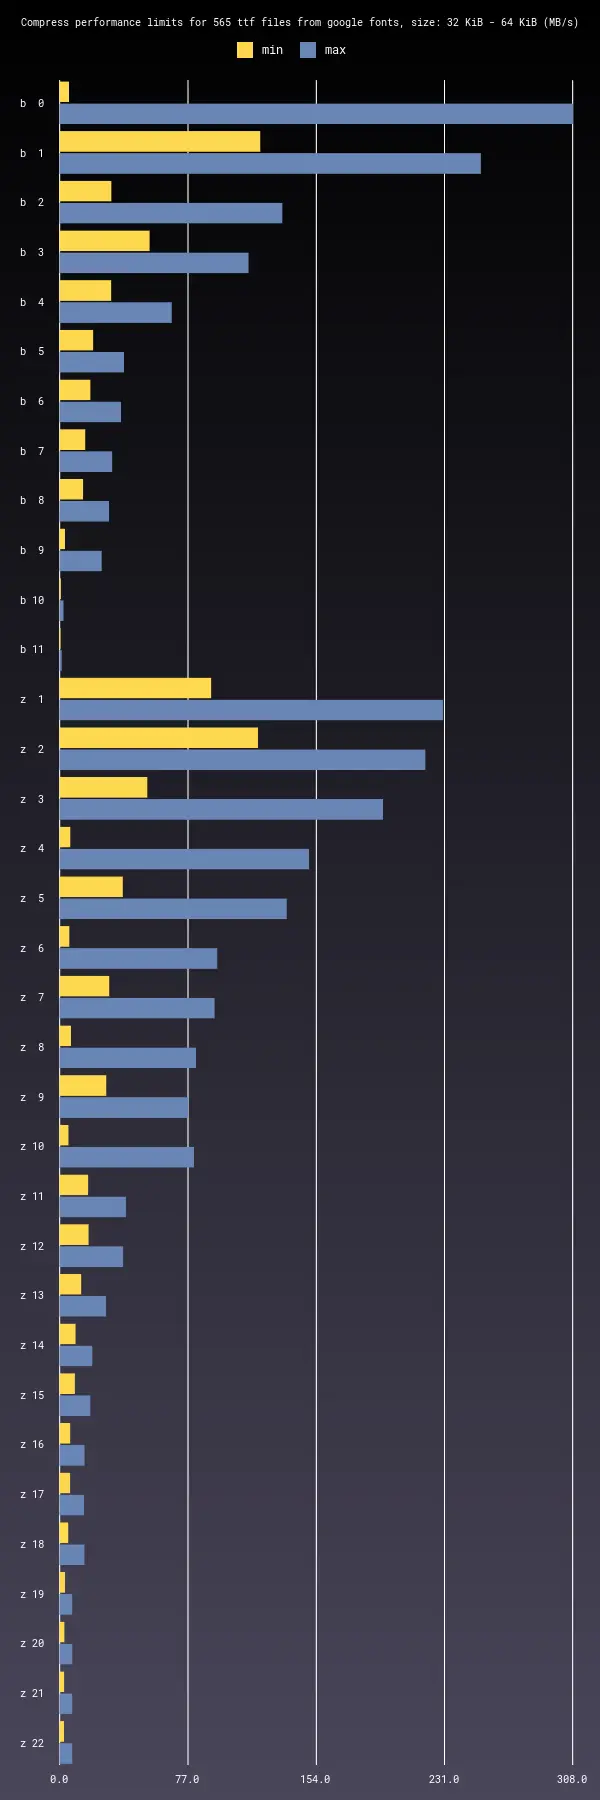 Compress performance limits for 565 ttf files from google fonts, size: 32 KiB - 64 KiB (MB/s)
min max
b 0
b 1
b 2
b 3
b 4
b 5
b 6
b 7
b 8
b 9
b 10
b 11
z 1
z 2
z 3
z 4
z 5
z 6
z 7
z 8
z 9
z 10
z 11
z 12
z 13
z 14
z 15
z 16
z 17
z 18
z 19
z 20
z 21
z 22
0.0 77.0 154.0 231.0 308.0